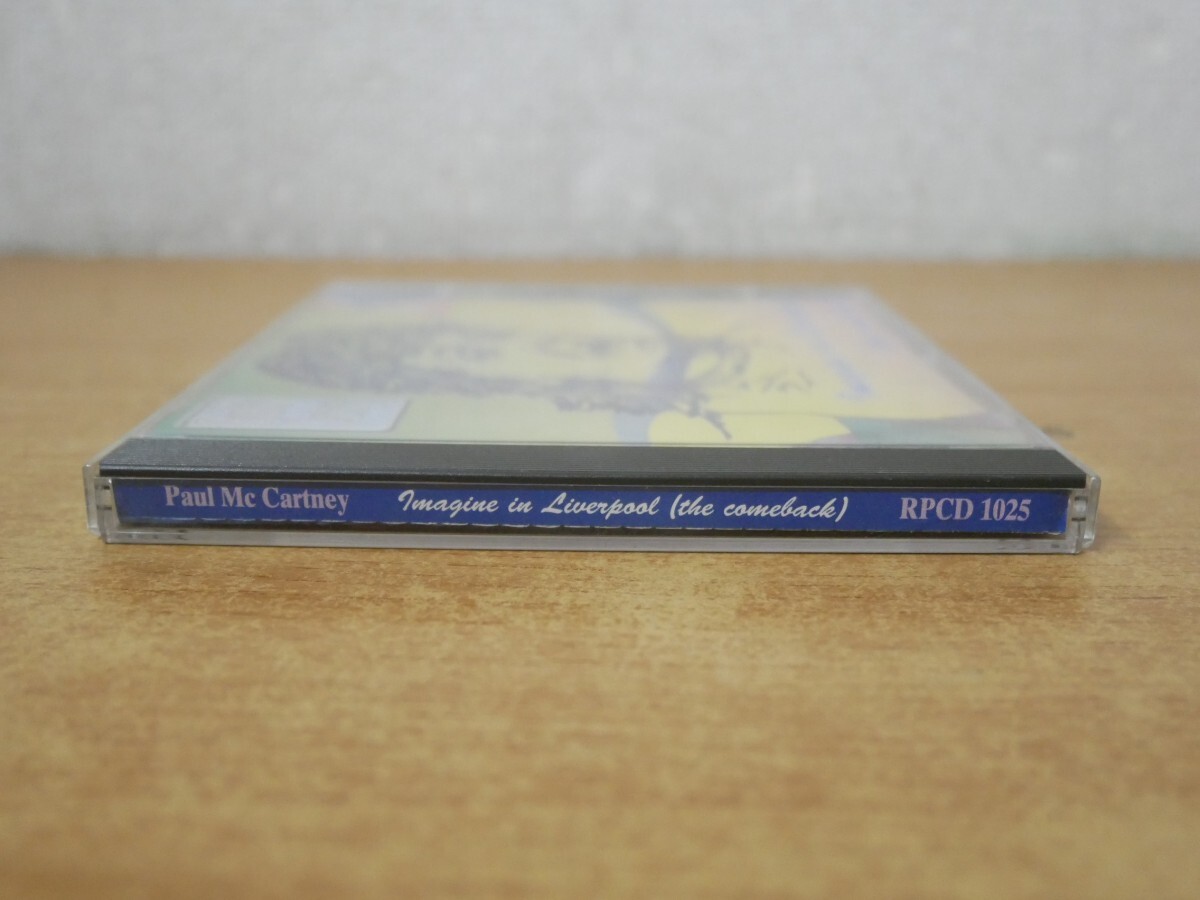 Paul Mc Cartney Imagine in Liverpool (the comeback) RPCD 1025